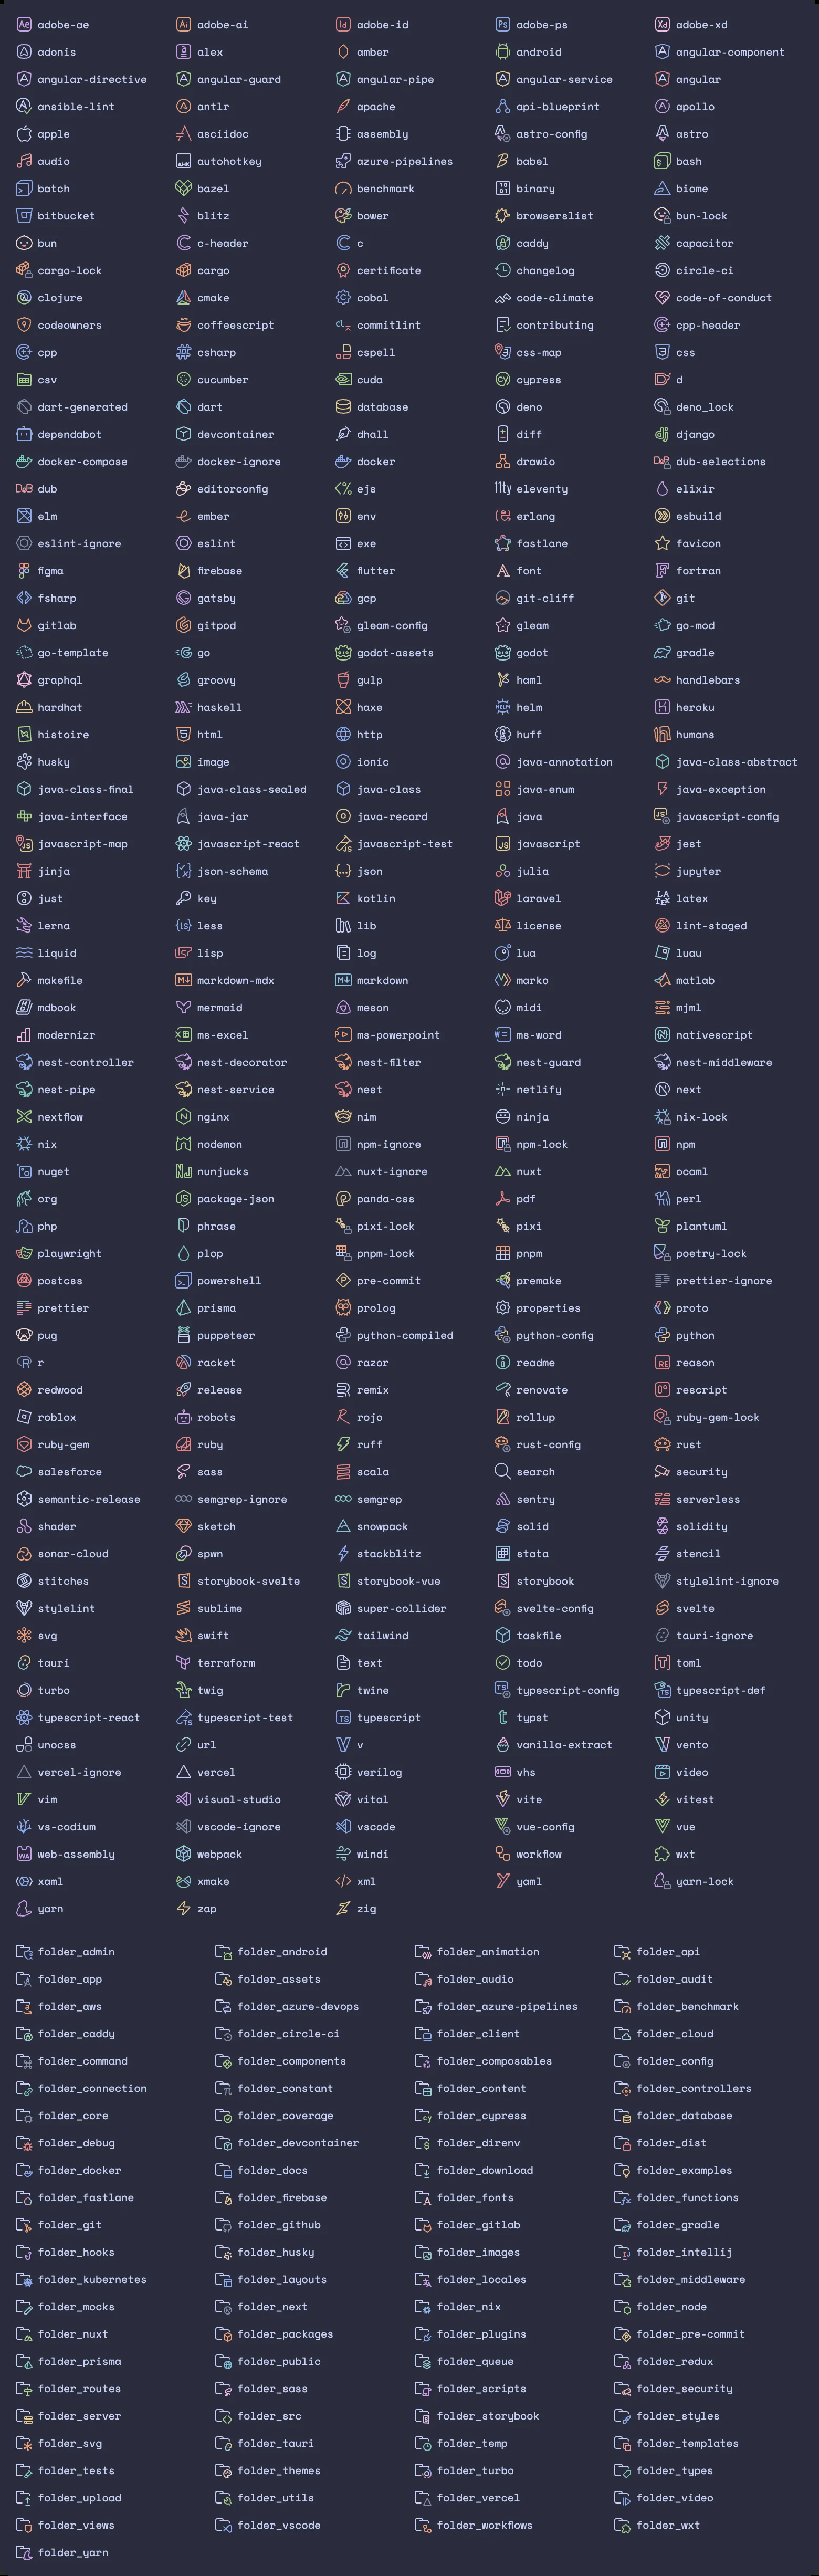 adobe-ae adobe-ai adobe-id adobe-ps adobe-xd
adonis alex amber android angular-component
angular-directive angular-guard angular-pipe angular-service angular
ansible-lint antlr apache api-blueprint apollo
apple asciidoc assembly astro-config astro
audio autohotkey azure-pipelines babel bash
batch bazel benchmark binary biome
bitbucket blitz bower browserslist bun-lock
bun c-header c caddy capacitor
cargo-lock cargo certificate changelog circle-ci
clojure cmake cobol code-climate code-of-conduct
codeowners coffeescript commitlint contributing cpp-header
cpp csharp cspell css-map css
csv cucumber cuda cypress d
dart-generated dart database deno deno_lock
dependabot devcontainer dhall diff django
docker-compose docker-ignore docker drawio dub-selections
dub editorconfig ejs eleventy elixir
elm ember env erlang esbuild
eslint-ignore eslint exe fastlane favicon
figma firebase flutter font fortran
fsharp gatsby gcp git-cliff git
gitlab gitpod gleam-config gleam go-mod
go-template go godot-assets godot gradle
graphql groovy gulp haml handlebars
hardhat haskell haxe helm heroku
histoire html http huff humans
husky image ionic java-annotation java-class-abstract
java-class-final java-class-sealed java-class java-enum java-exception
java-interface java-jar java-record java javascript-config
javascript-map javascript-react javascript-test javascript jest
jinja json-schema json julia jupyter
just key kotlin laravel latex
lerna less lib license lint-staged
liquid lisp log lua luau
makefile markdown-mdx markdown marko matlab
mdbook mermaid meson midi mjml
modernizr ms-excel ms-powerpoint ms-word nativescript
nest-controller nest-decorator nest-filter nest-guard nest-middleware
nest-pipe nest-service nest netlify next
nextflow nginx nim ninja nix-lock
nix nodemon npm-ignore npm-lock npm
nuget nunjucks nuxt-ignore nuxt ocaml
org package-json panda-css pdf perl
php phrase pixi-lock pixi plantuml
playwright plop pnpm-lock pnpm poetry-lock
postcss powershell pre-commit premake prettier-ignore
prettier prisma prolog properties proto
pug puppeteer python-compiled python-config python
r racket razor readme reason
redwood release remix renovate rescript
roblox robots rojo rollup ruby-gem-lock
ruby-gem ruby ruff rust-config rust
salesforce sass scala search security
semantic-release semgrep-ignore semgrep sentry serverless
shader sketch snowpack solid solidity
sonar-cloud spwn stackblitz stata stencil
stitches storybook-svelte storybook-vue storybook stylelint-ignore
stylelint sublime super-collider svelte-config svelte
svg swift tailwind taskfile tauri-ignore
tauri terraform text todo toml
turbo twig twine typescript-config typescript-def
typescript-react typescript-test typescript typst unity
unocss url v vanilla-extract vento
vercel-ignore vercel verilog vhs video
vim visual-studio vital vite vitest
vs-codium vscode-ignore vscode vue-config vue
web-assembly webpack windi workflow wxt
xaml xmake xml yaml yarn-lock
yarn zap zig
folder_admin folder_android folder_animation folder_api
folder_app folder_assets folder_audio folder_audit
folder_aws folder_azure-devops folder_azure-pipelines folder_benchmark
folder_caddy folder_circle-ci folder_client folder_cloud
folder_command folder_components folder_composables folder_config
folder_connection folder_constant folder_content folder_controllers
folder_core folder_coverage folder_cypress folder_database
folder_debug folder_devcontainer folder_direnv folder_dist
folder_docker folder_docs folder_download folder_examples
folder_fastlane folder_firebase folder_fonts folder_functions
folder_git folder_github folder_gitlab folder_gradle
folder_hooks folder_husky folder_images folder_intellij
folder_kubernetes folder_layouts folder_locales folder_middleware
folder_mocks folder_next folder_nix folder_node
folder_nuxt folder_packages folder_plugins folder_pre-commit
folder_prisma folder_public folder_queue folder_redux
folder_routes folder_sass folder_scripts folder_security
folder_server folder_src folder_storybook folder_styles
folder_svg folder_tauri folder_temp folder_templates
folder_tests folder_themes folder_turbo folder_types
folder_upload folder_utils folder_vercel folder_video
folder_views folder_vscode folder_workflows folder_wxt
folder_yarn